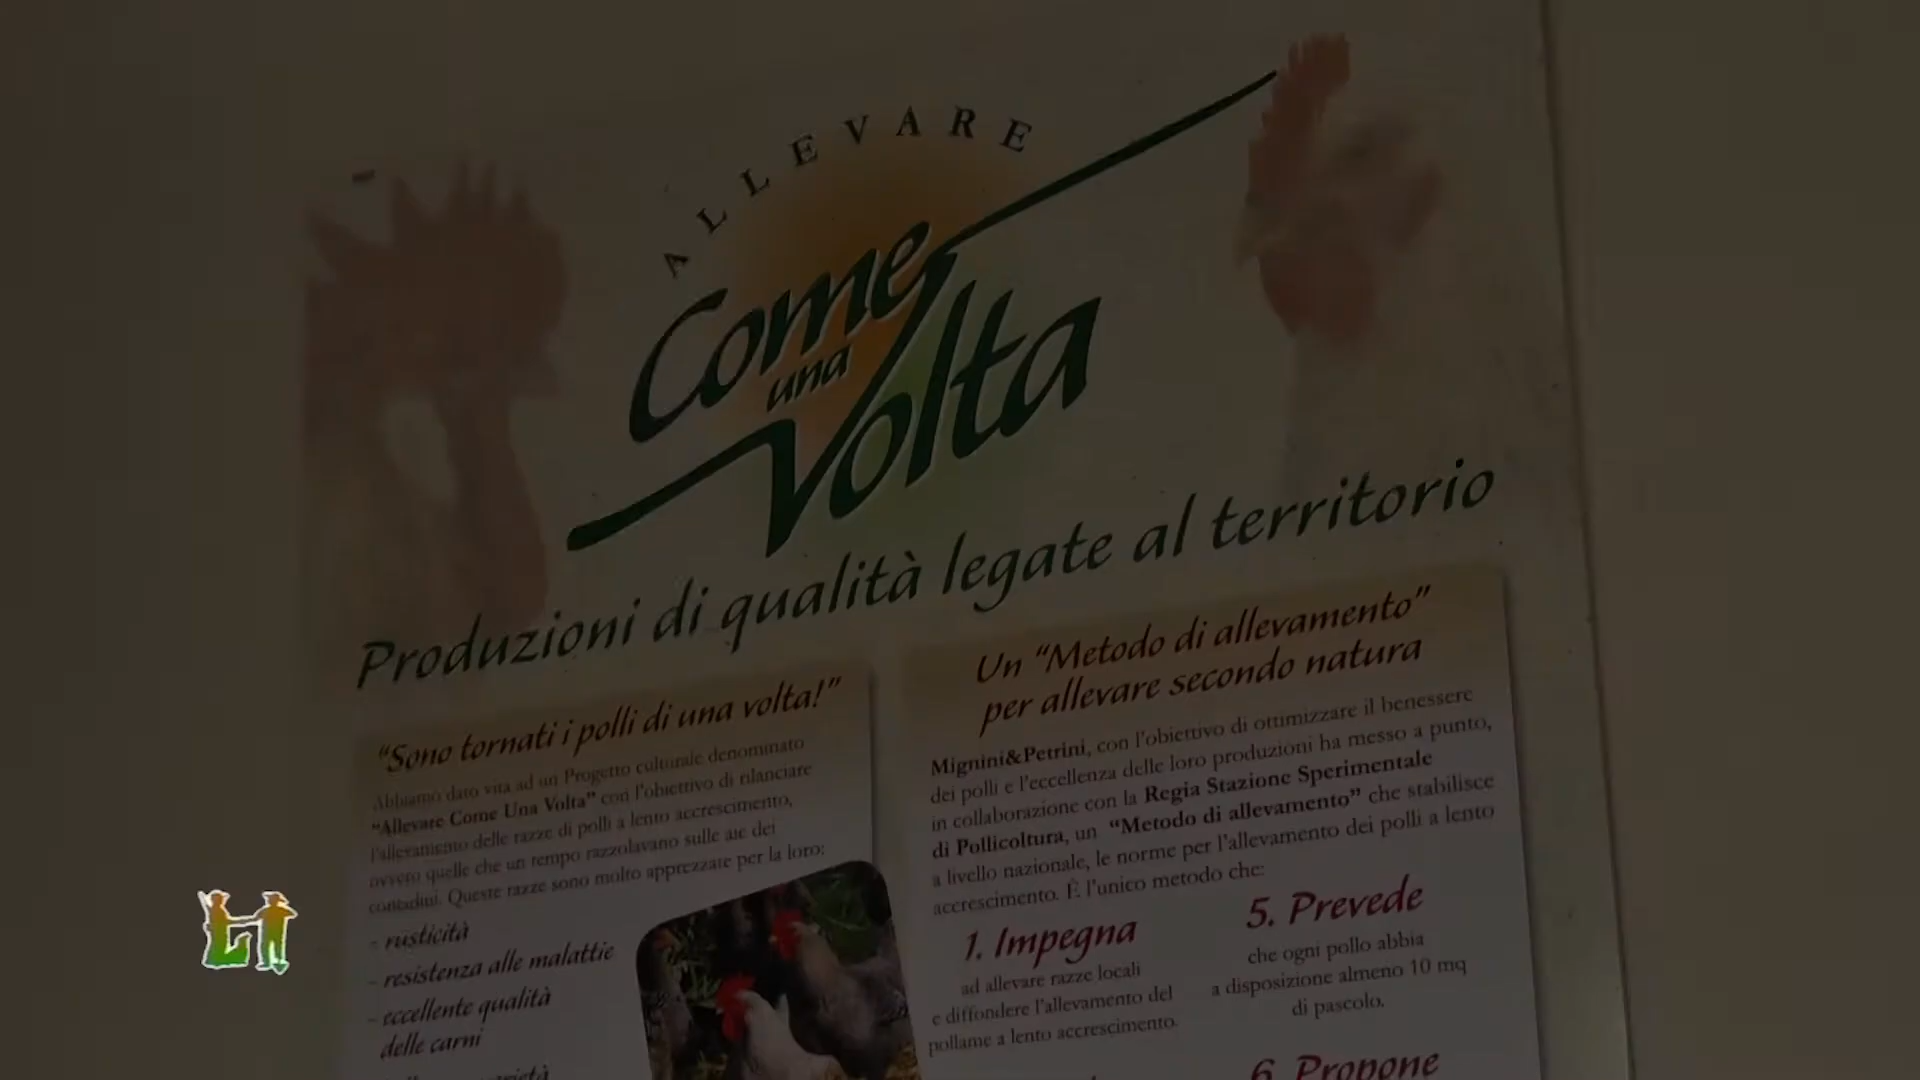 ALLEVARE
Come
una
Volta
Produzioni di qualità legate al territorio
“Sono tornati i polli di una volta!”
Abbiamo dato vita ad un Progetto culturale denominato
“Allevare Come Una Volta” con l'obiettivo di rilanciare
l'allevamento delle razze di polli a lento accrescimento,
ovvero quelle che un tempo razzolavano sulle aie dei
contadini. Queste razze sono molto apprezzate per la loro:
- rusticità
- resistenza alle malattie
- eccellente qualità
delle carni
Un “Metodo di allevamento”
per allevare secondo natura
Mignini&Petrini, con l'obiettivo di ottimizzare il benessere
dei polli e l'eccellenza delle loro produzioni ha messo a punto,
in collaborazione con la Regia Stazione Sperimentale
di Pollicoltura, un “Metodo di allevamento” che stabilisce
a livello nazionale, le norme per l'allevamento dei polli a lento
accrescimento. È l'unico metodo che:
1. Impegna
ad allevare razze locali
e diffondere l'allevamento del
pollame a lento accrescimento.
5. Prevede
che ogni pollo abbia
a disposizione almeno 10 mq
di pascolo.
6. Propone
LI